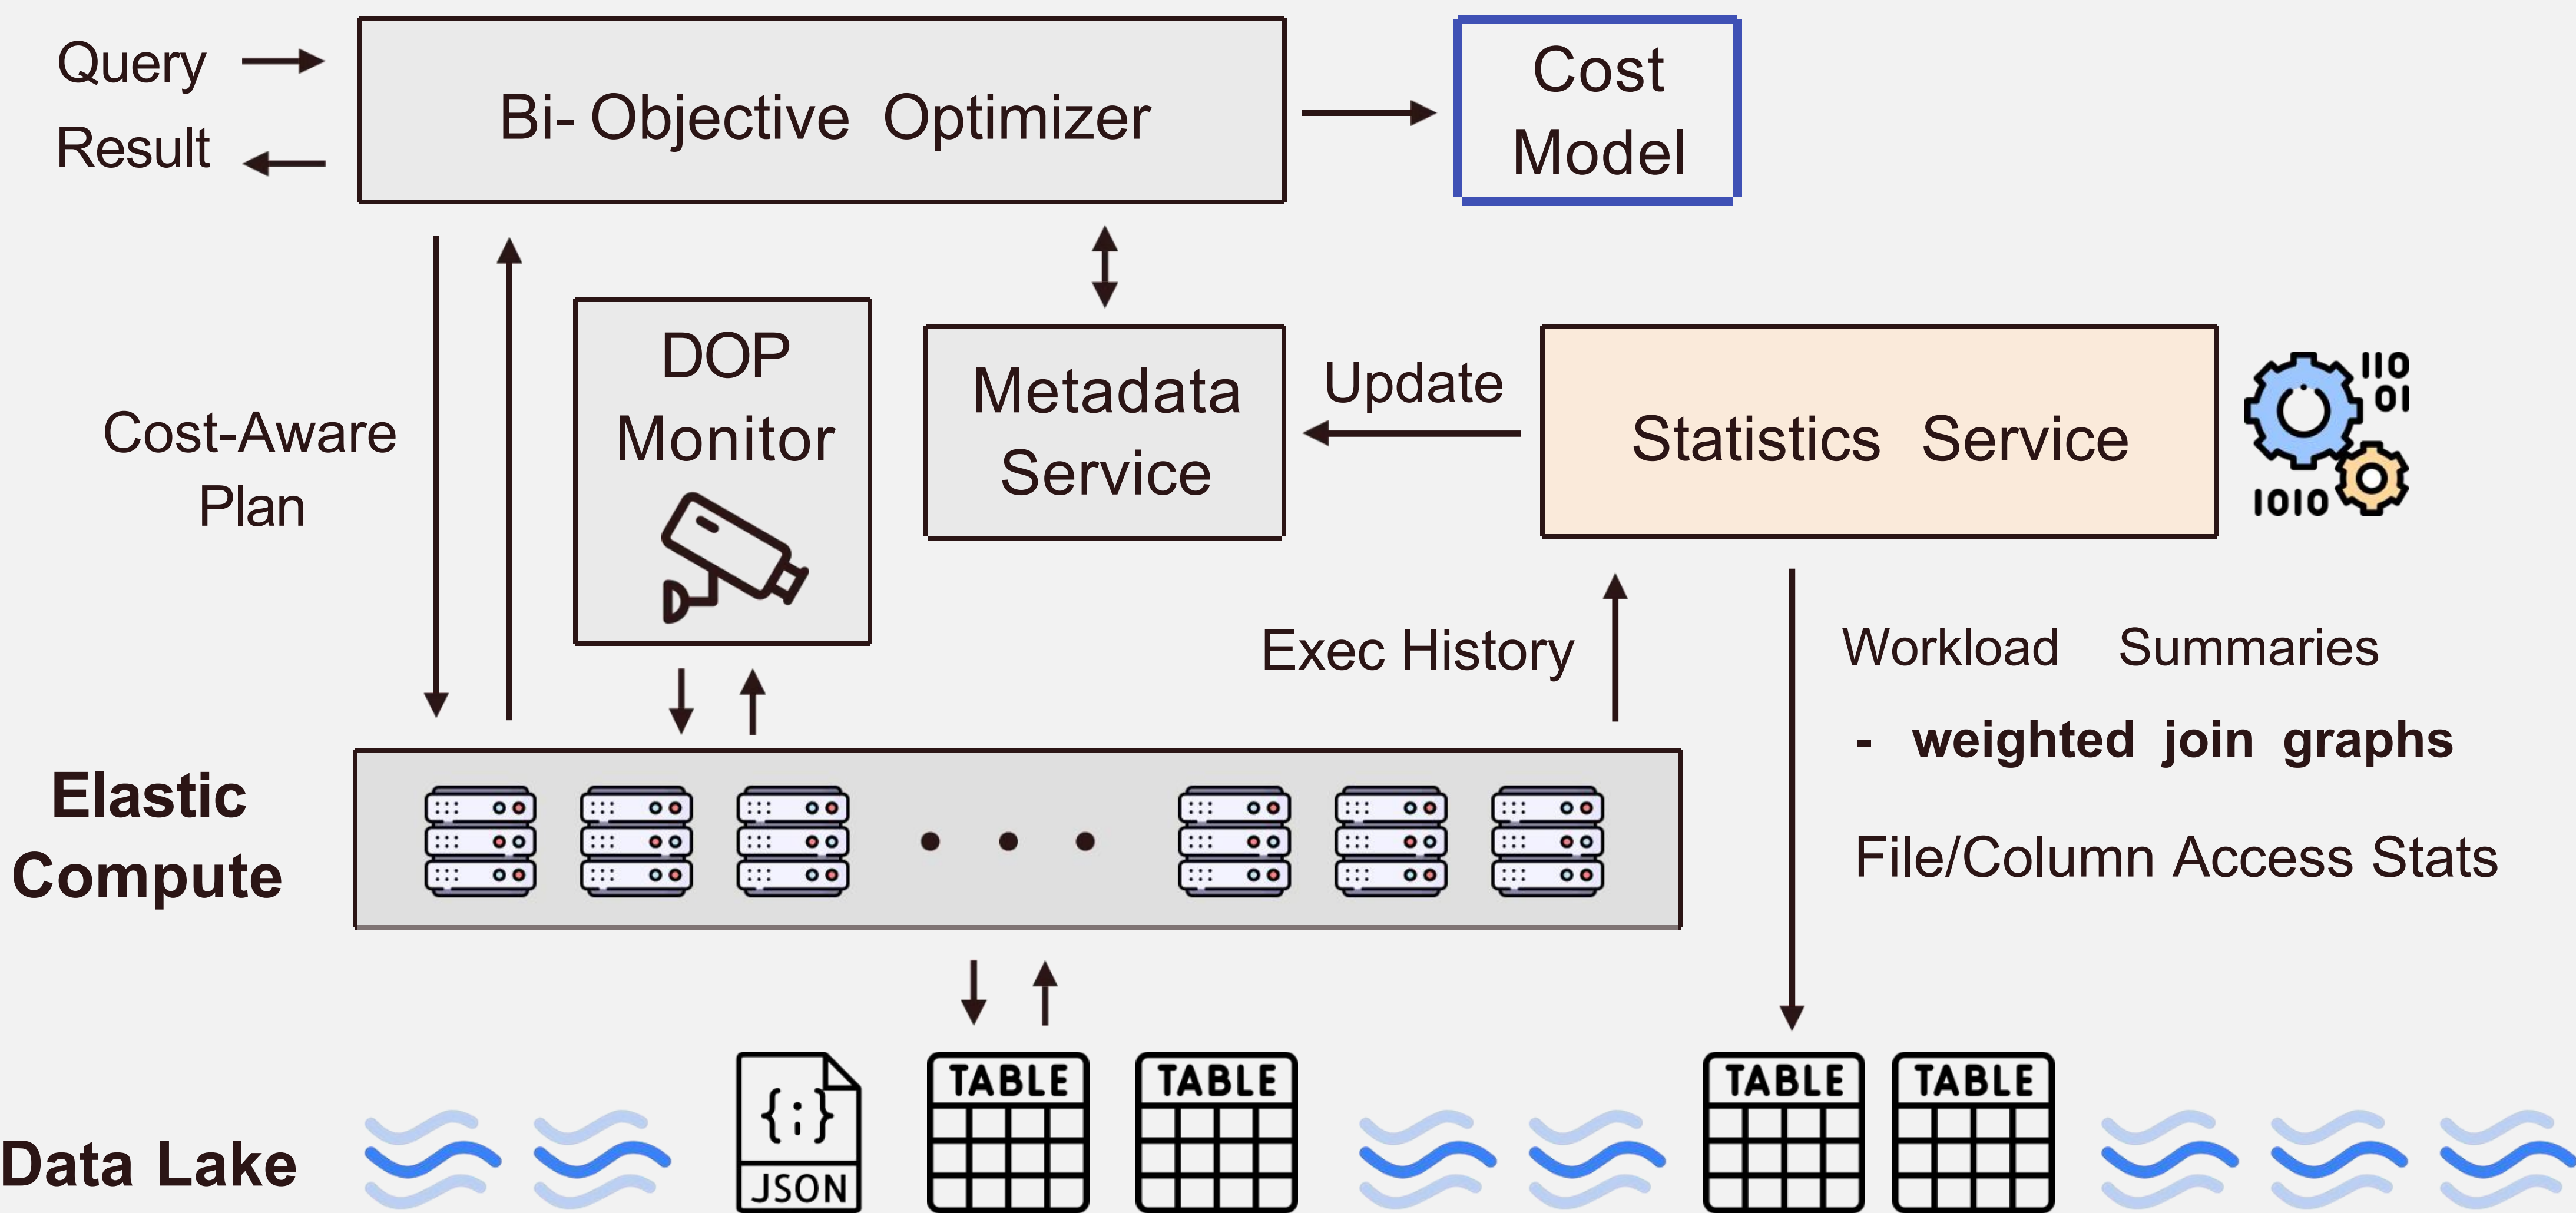 Query
Result
Bi- Objective Optimizer
Cost
Model
Cost-Aware
Plan
DOP
Monitor
Metadata
Service
Update
Statistics Service
110
01
1010
Exec History
Workload Summaries
- weighted join graphs
File/Column Access Stats
Elastic
Compute
Data Lake
{;}
JSON
TABLE
TABLE
TABLE
TABLE